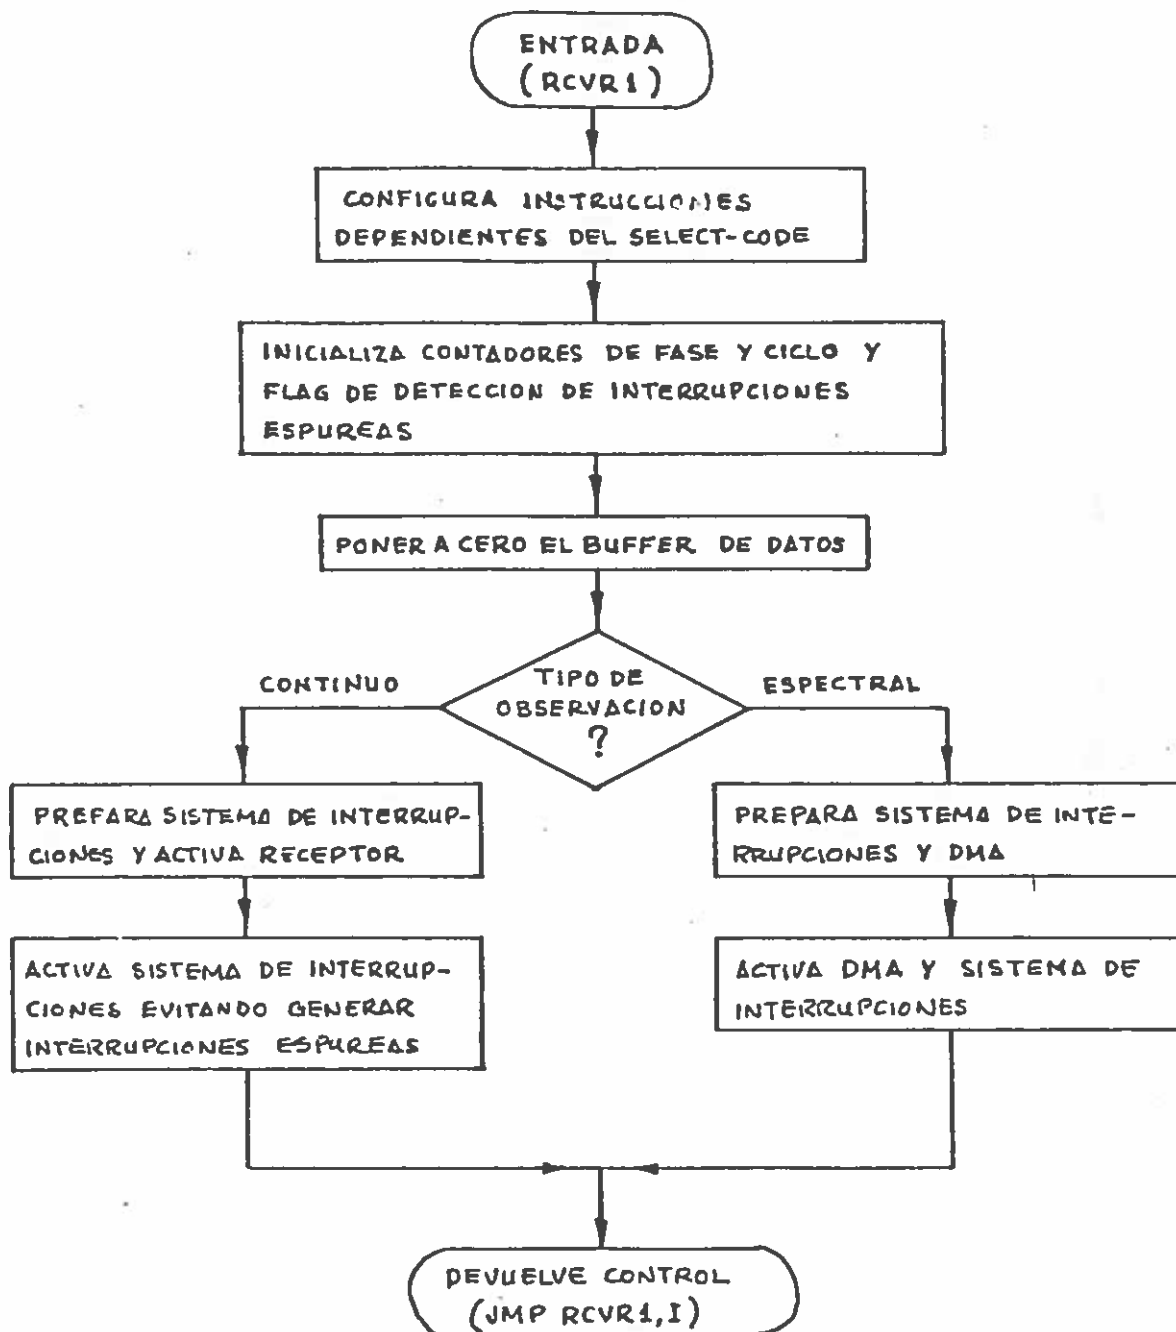 ENTRADA
(RCVR1)
CONFIGURA INSTRUCCIONES
DEPENDIENTES DEL SELECT-CODE
INICIALIZA CONTADORES DE FASE Y CICLO Y
FLAG DE DETECCION DE INTERRUPCIONES
ESPUREAS
PONER A CERO EL BUFFER DE DATOS
TIPO DE
OBSERVACION
?
CONTINUO
ESPECTRAL
PREPARA SISTEMA DE INTERRUP-
CIONES Y ACTIVA RECEPTOR
ACTIVA SISTEMA DE INTERRUP-
CIONES EVITANDO GENERAR
INTERRUPCIONES ESPUREAS
PREPARA SISTEMA DE INTE-
RRUPCIONES Y DMA
ACTIVA DMA Y SISTEMA DE
INTERRUPCIONES
DEVUELVE CONTROL
(JMP RCVR1,I)